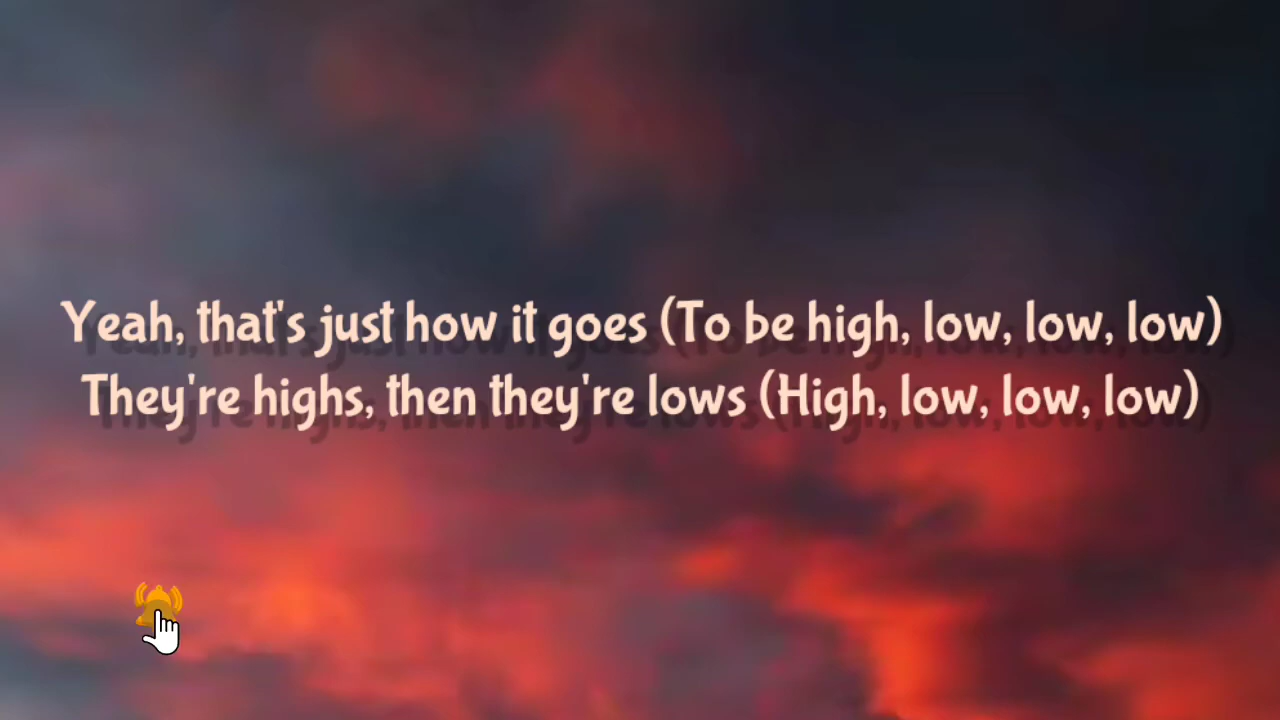 Yeah, that's just how it goes (To be high, low, low, low)
They're highs, then they're lows (High, low, low, low)